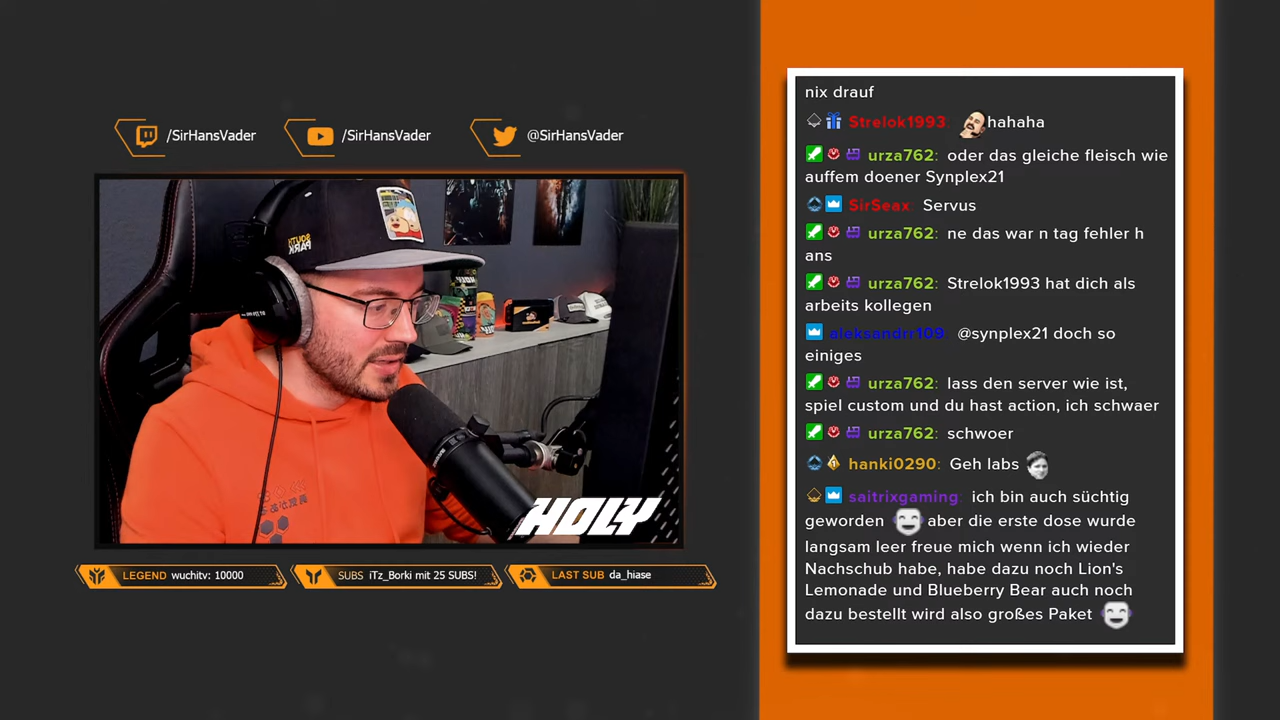 /SirHansVader
/SirHansVader
@SirHansVader
SOUTH
PARK
HOLY
LEGEND wuchitv: 10000
SUBS iTz_Borki mit 25 SUBS!
LAST SUB da_hiase
nix drauf
Strelok1993: hahaha
urza762: oder das gleiche fleisch wie
auffem doener Synplex21
SirSeax: Servus
urza762: ne das war n tag fehler h
ans
urza762: Strelok1993 hat dich als
arbeits kollegen
aleksandrr109: @synplex21 doch so
einiges
urza762: lass den server wie ist,
spiel custom und du hast action, ich schwaer
urza762: schwoer
hanki0290: Geh labs
saitrixgaming: ich bin auch süchtig
geworden aber die erste dose wurde
langsam leer freue mich wenn ich wieder
Nachschub habe, habe dazu noch Lion's
Lemonade und Blueberry Bear auch noch
dazu bestellt wird also großes Paket